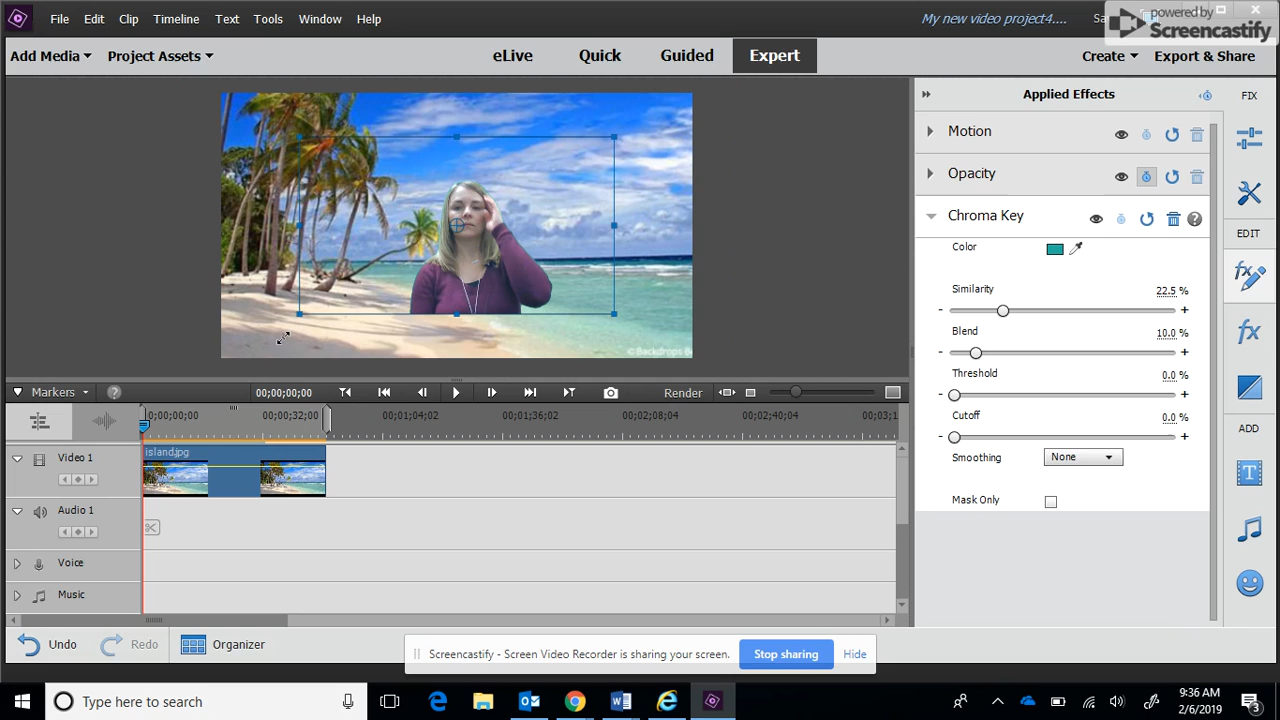 File Edit Clip Timeline Text Tools Window Help
My new video project4....
powered by
Screencastify
Add Media Project Assets
eLive Quick Guided Expert
Create Export & Share
Applied Effects
FIX
Motion
Opacity
Chroma Key
EDIT
Color
Similarity
22.5 %
- +
Blend
10.0 %
- +
Threshold
0.0 %
- +
Cutoff
0.0 %
- +
Smoothing
None
Mask Only
ADD
© Backdrops
Markers
00;00;00;00
Render
0;00;00;00 00;00;32;00 00;01;04;02 00;01;36;02 00;02;08;04 00;02;40;04
Video 1
island.jpg
Audio 1
Voice
Music
Undo Redo Organizer
Screencastify - Screen Video Recorder is sharing your screen.
Stop sharing
Hide
Type here to search
9:36 AM
2/6/2019
3